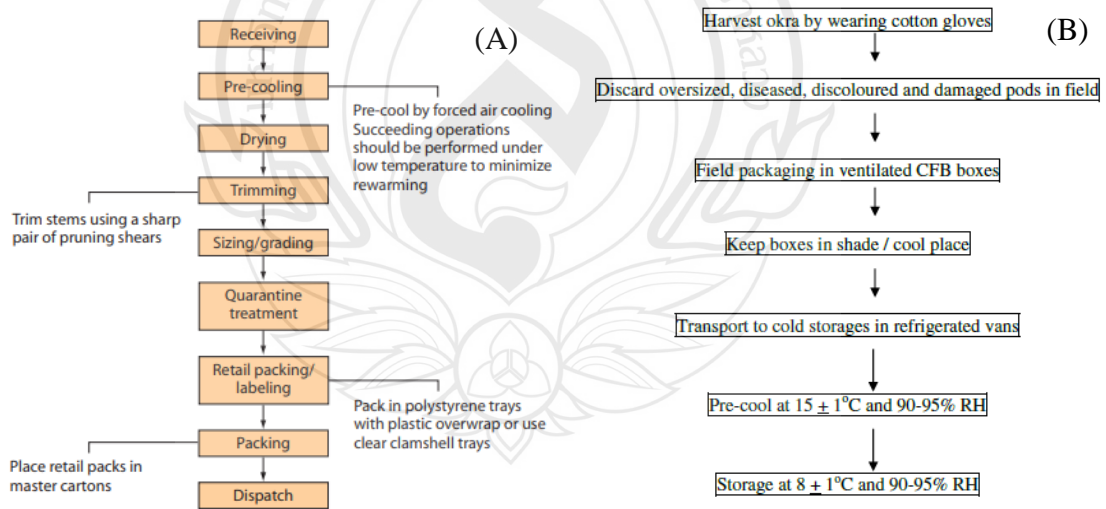 (A)
Receiving
Pre-cooling
Pre-cool by forced air cooling
Succeeding operations
should be performed under
low temperature to minimize
rewarming
Drying
Trimming
Trim stems using a sharp
pair of pruning shears
Sizing/grading
Quarantine
treatment
Retail packing/
labeling
Pack in polystyrene trays
with plastic overwrap or use
clear clamshell trays
Packing
Place retail packs in
master cartons
Dispatch
(B)
Harvest okra by wearing cotton gloves
Discard oversized, diseased, discoloured and damaged pods in field
Field packaging in ventilated CFB boxes
Keep boxes in shade / cool place
Transport to cold storages in refrigerated vans
Pre-cool at 15 ± 1°C and 90-95% RH
Storage at 8 ± 1°C and 90-95% RH